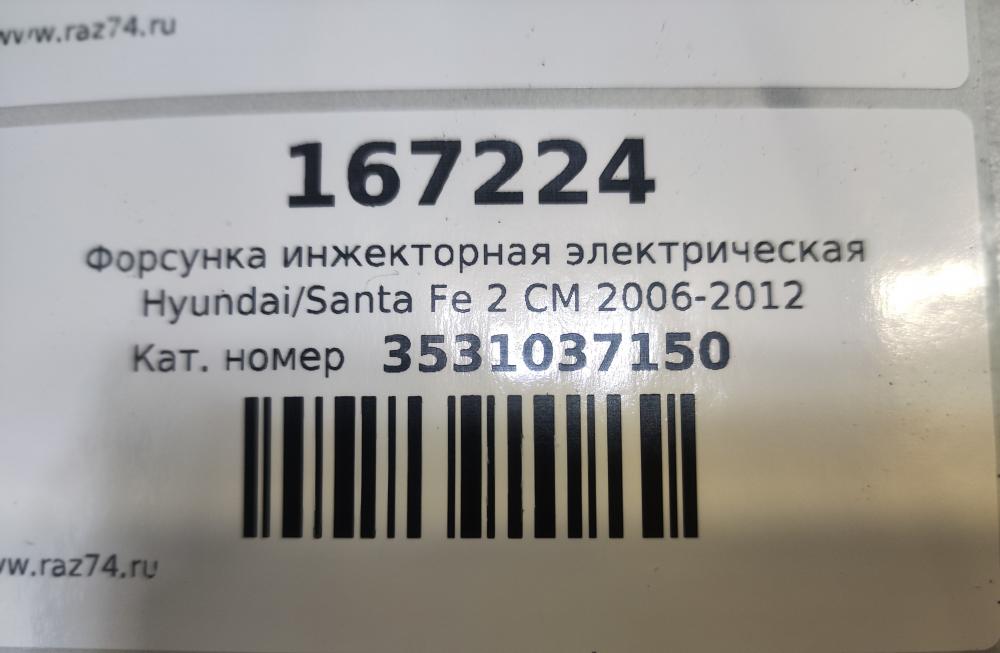 www.raz74.ru
167224
Форсунка инжекторная электрическая
Hyundai/Santa Fe 2 CM 2006-2012
Кат. номер 3531037150
www.raz74.ru